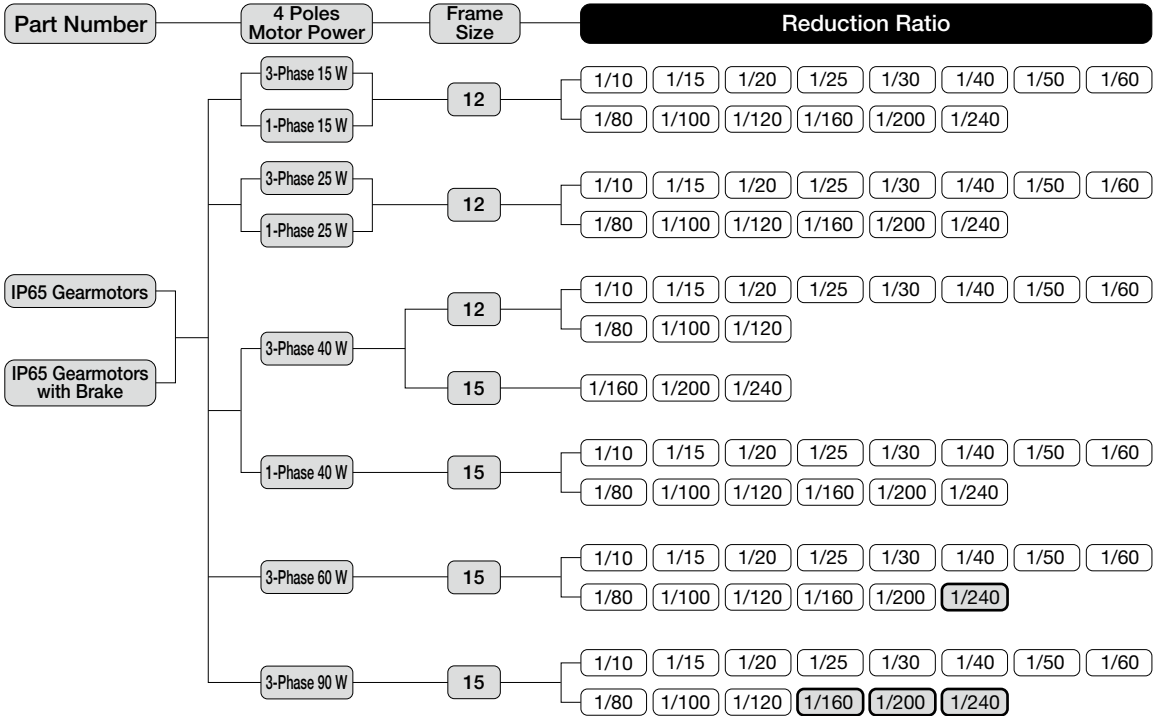 Part Number
4 Poles
Motor Power
Frame
Size
Reduction Ratio
3-Phase 15 W
1-Phase 15 W
12
1/10 1/15 1/20 1/25 1/30 1/40 1/50 1/60
1/80 1/100 1/120 1/160 1/200 1/240
3-Phase 25 W
1-Phase 25 W
12
1/10 1/15 1/20 1/25 1/30 1/40 1/50 1/60
1/80 1/100 1/120 1/160 1/200 1/240
IP65 Gearmotors
IP65 Gearmotors
with Brake
3-Phase 40 W
12
1/10 1/15 1/20 1/25 1/30 1/40 1/50 1/60
1/80 1/100 1/120
15
1/160 1/200 1/240
1-Phase 40 W
15
1/10 1/15 1/20 1/25 1/30 1/40 1/50 1/60
1/80 1/100 1/120 1/160 1/200 1/240
3-Phase 60 W
15
1/10 1/15 1/20 1/25 1/30 1/40 1/50 1/60
1/80 1/100 1/120 1/160 1/200 1/240
3-Phase 90 W
15
1/10 1/15 1/20 1/25 1/30 1/40 1/50 1/60
1/80 1/100 1/120 1/160 1/200 1/240